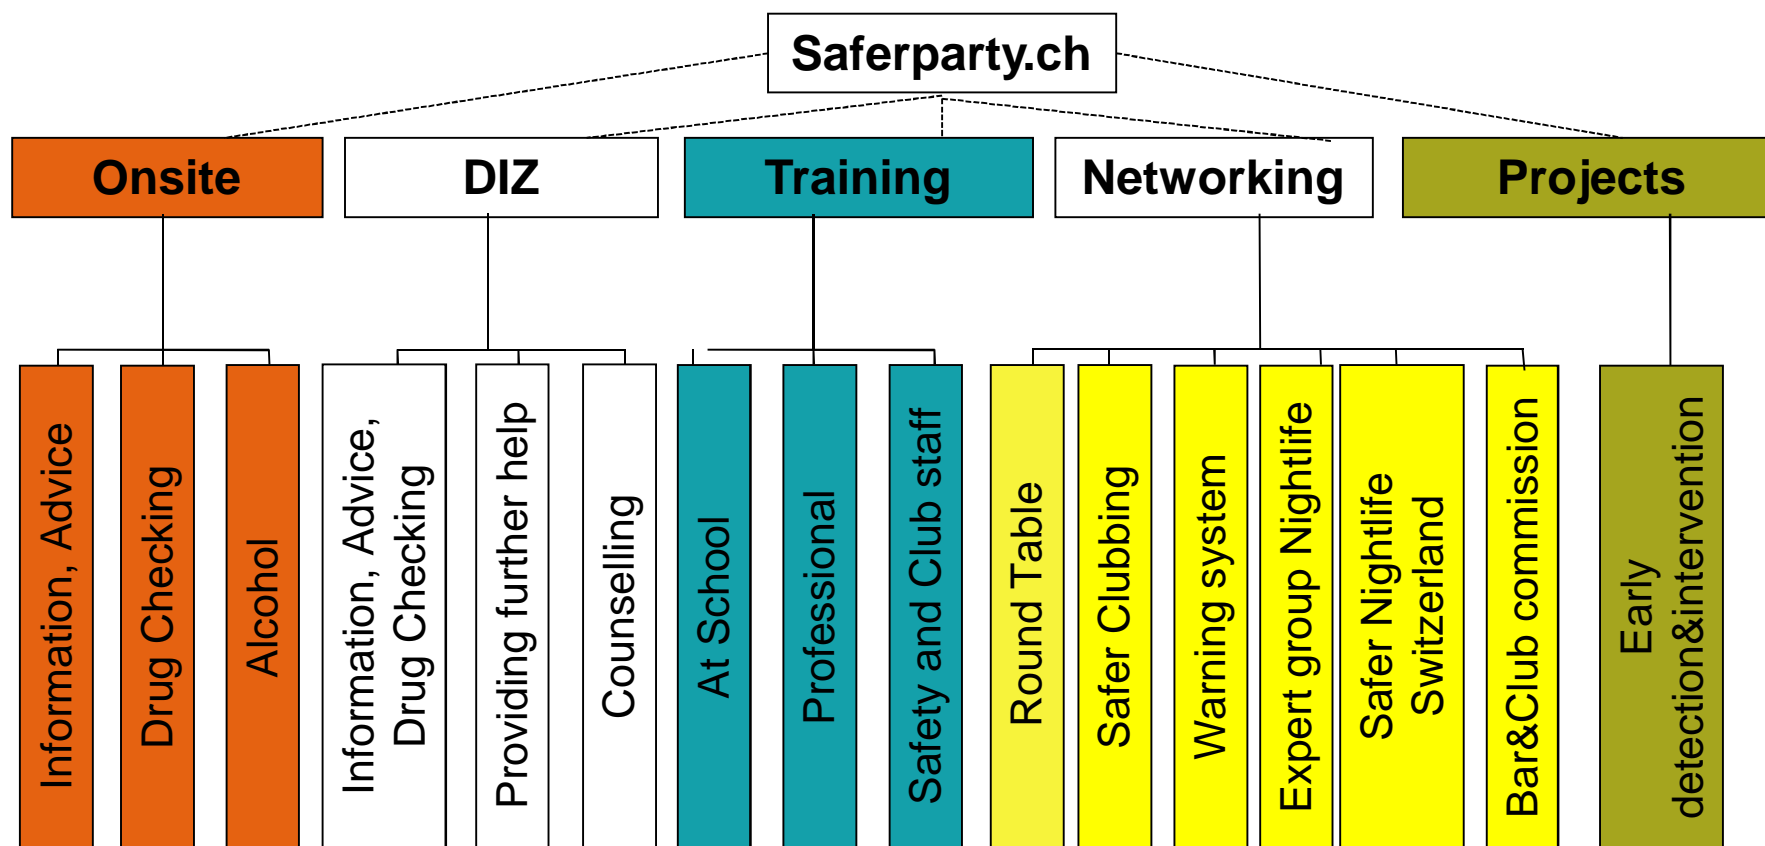 Saferparty.ch
Onsite
DIZ
Training
Networking
Projects
Information, Advice
Drug Checking
Alcohol
Information, Advice,
Drug Checking
Providing further help
Counselling
At School
Professional
Safety and Club staff
Round Table
Safer Clubbing
Warning system
Expert group Nightlife
Safer Nightlife
Switzerland
Bar&Club commission
Early
detection&intervention